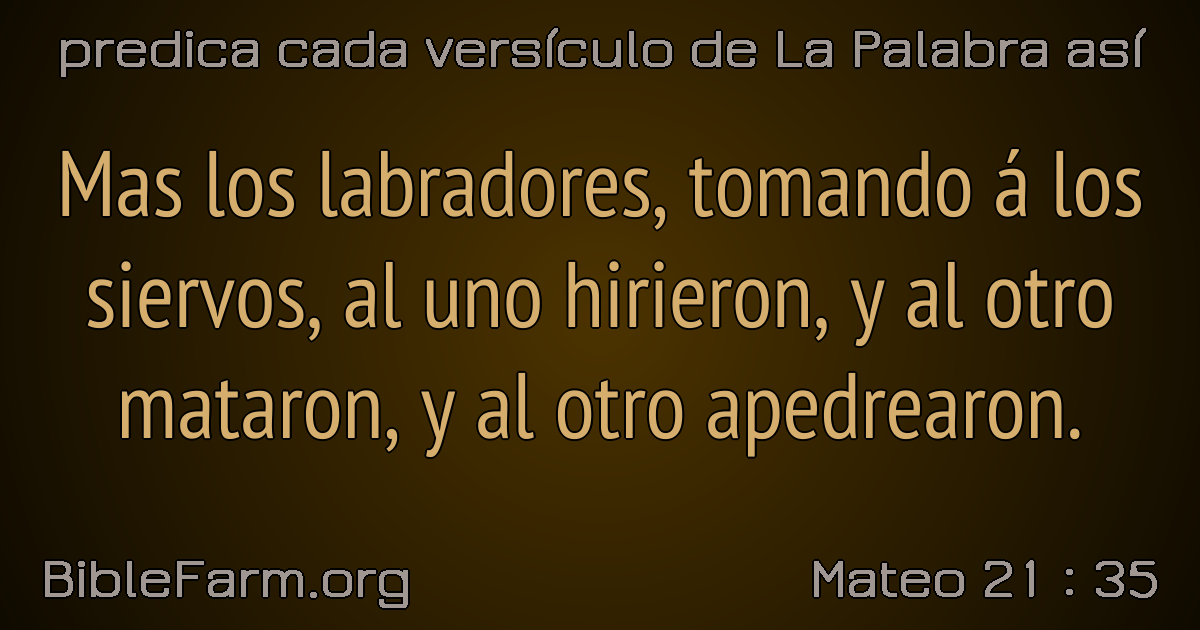 predica cada versículo de La Palabra así
Mas los labradores, tomando á los
siervos, al uno hirieron, y al otro
mataron, y al otro apedrearon.
BibleFarm.org
Mateo 21 : 35